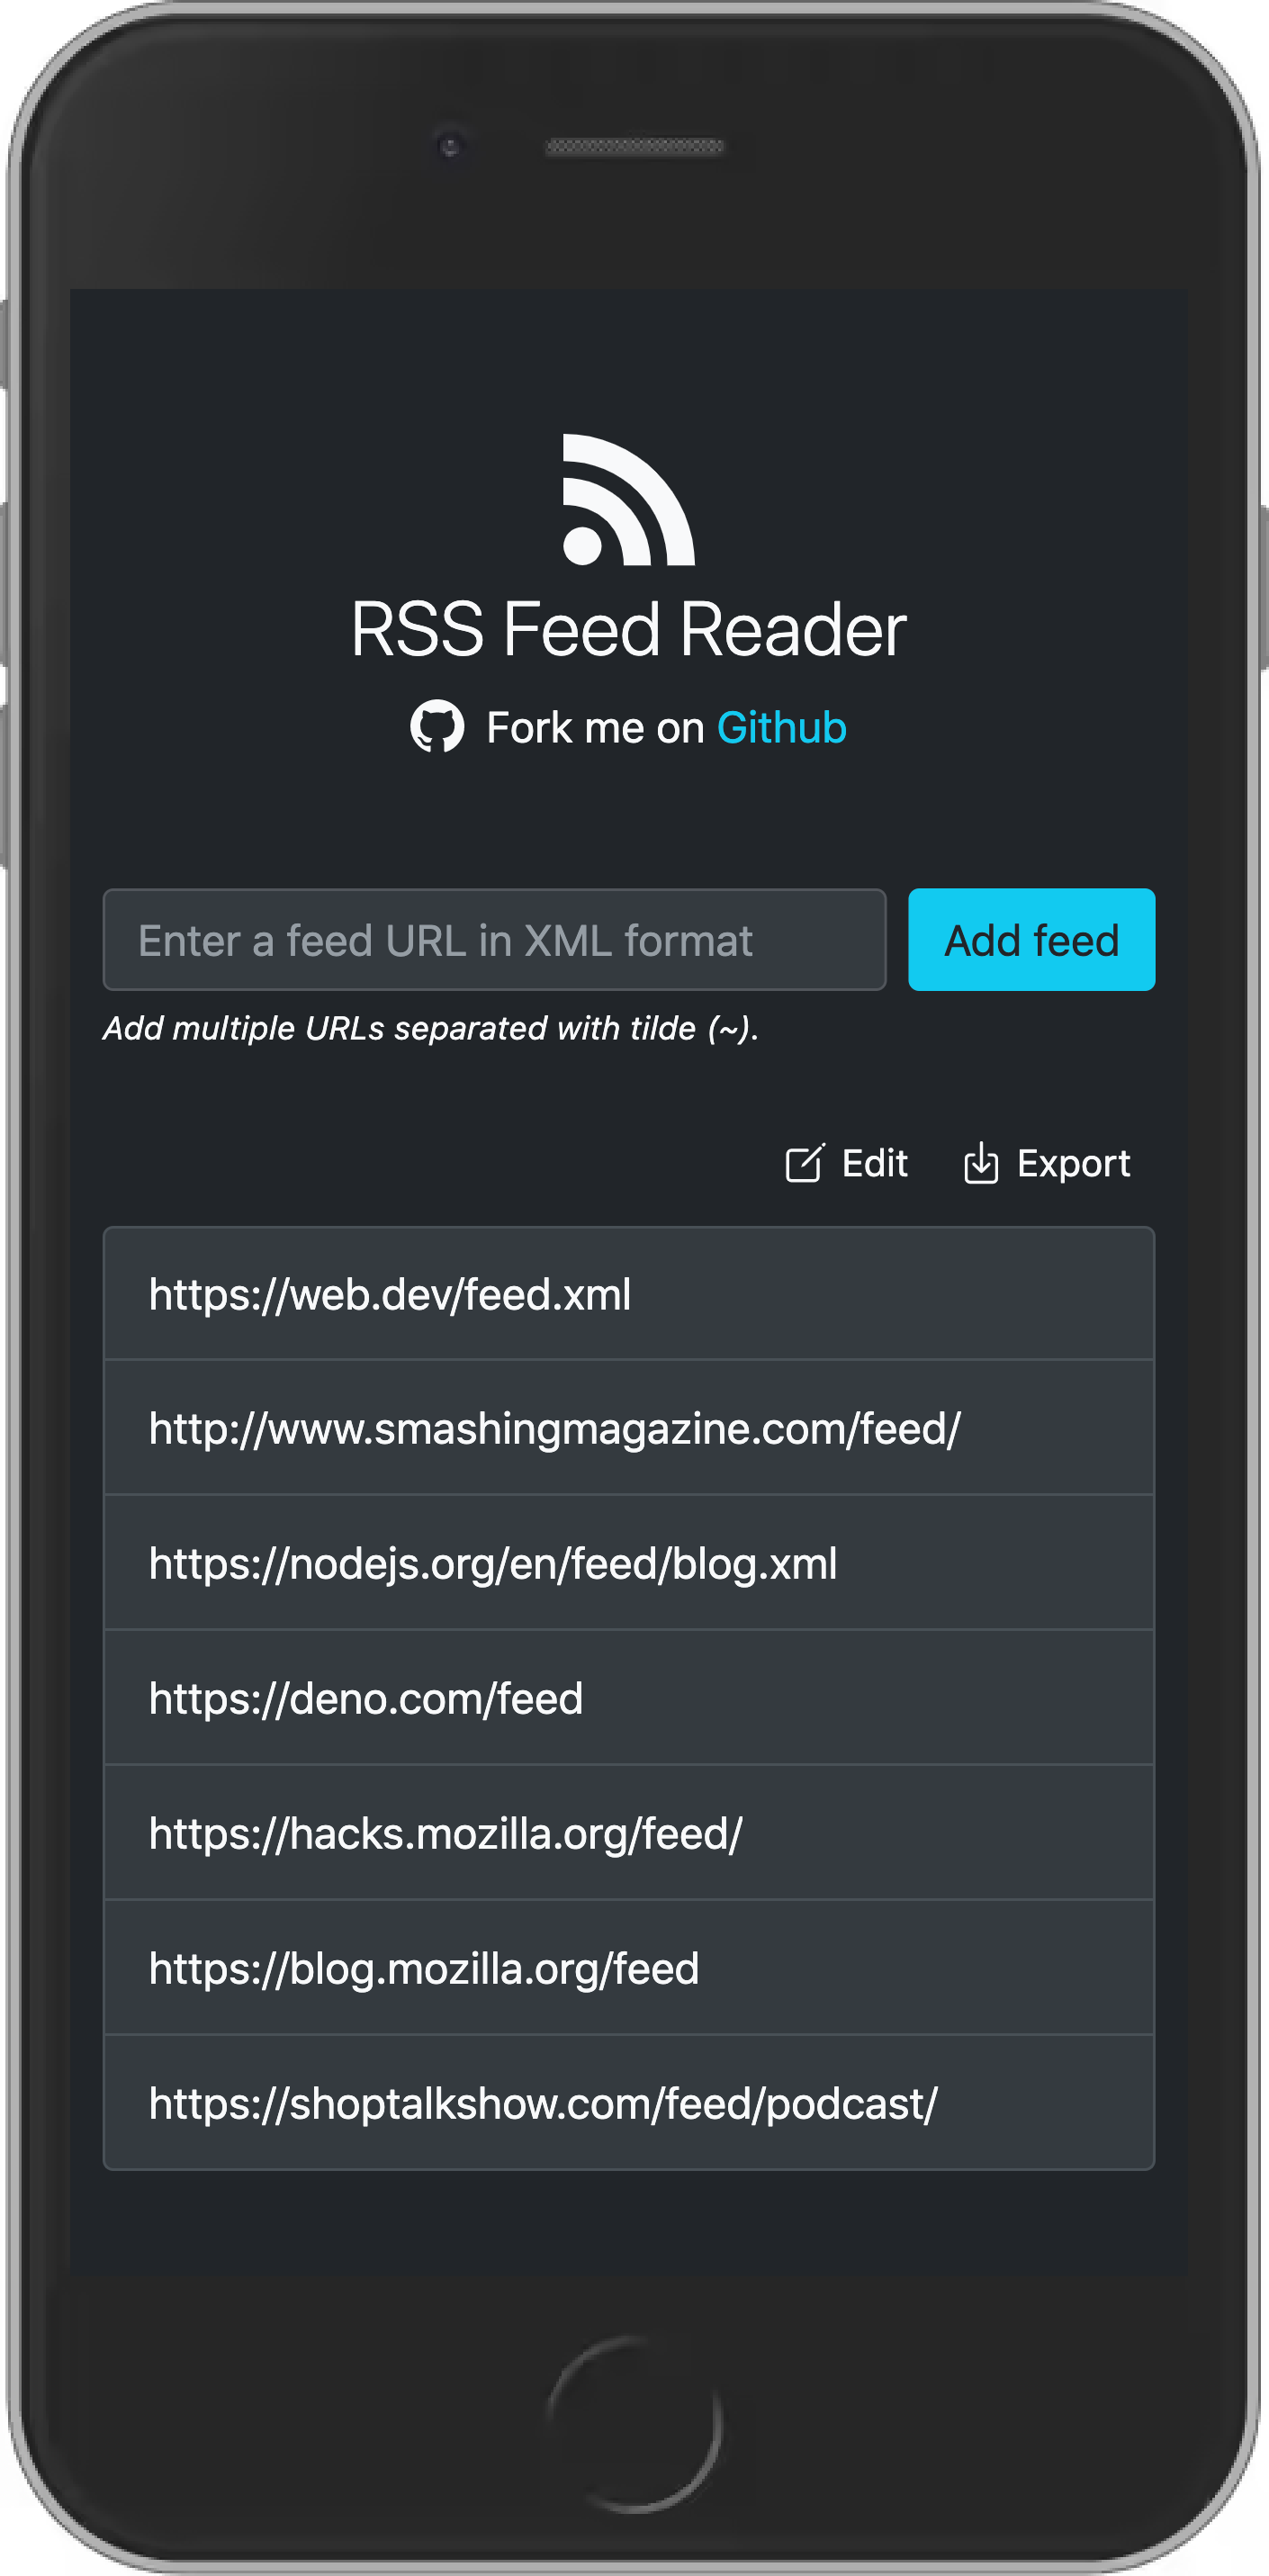 RSS Feed Reader
Fork me on Github
Enter a feed URL in XML format
Add feed
Add multiple URLs separated with tilde (~).
Edit Export
https://web.dev/feed.xml
http://www.smashingmagazine.com/feed/
https://nodejs.org/en/feed/blog.xml
https://deno.com/feed
https://hacks.mozilla.org/feed/
https://blog.mozilla.org/feed
https://shoptalkshow.com/feed/podcast/